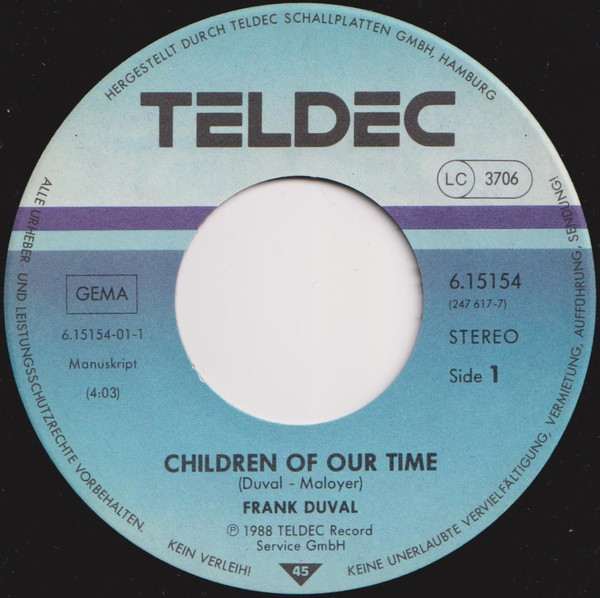 HERGESTELLT DURCH TELDEC SCHALLPLATTEN GMBH, HAMBURG
TELDEC
LC 3706
GEMA
6.15154-01-1
Manuskript
(4:03)
6.15154
(247 617-7)
STEREO
Side 1
CHILDREN OF OUR TIME
(Duval - Maloyer)
FRANK DUVAL
℗ 1988 TELDEC Record
Service GmbH
45
ALLE URHEBER- UND LEISTUNGSSCHUTZRECHTE VORBEHALTEN.
KEIN VERLEIH!
KEINE UNERLAUBTE VERVIELFÄLTIGUNG, VERMIETUNG, AUFFÜHRUNG, SENDUNG!